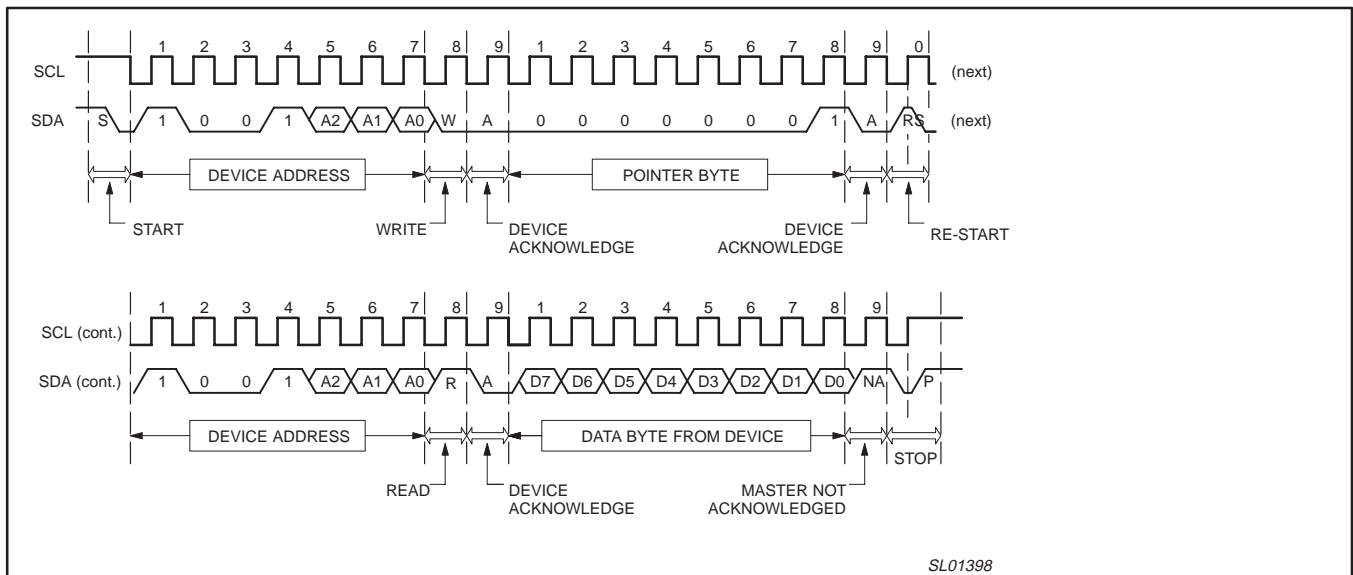 1 2 3 4 5 6 7 8 9 1 2 3 4 5 6 7 8 9 0
SCL (next)
SDA S 1 0 0 1 A2 A1 A0 W A 0 0 0 0 0 0 0 1 A RS (next)
DEVICE ADDRESS POINTER BYTE
START WRITE DEVICE ACKNOWLEDGE DEVICE ACKNOWLEDGE RE-START
1 2 3 4 5 6 7 8 9 1 2 3 4 5 6 7 8 9
SCL (cont.)
SDA (cont.) 1 0 0 1 A2 A1 A0 R A D7 D6 D5 D4 D3 D2 D1 D0 NA P
DEVICE ADDRESS DATA BYTE FROM DEVICE STOP
READ DEVICE ACKNOWLEDGE MASTER NOT ACKNOWLEDGED
SL01398